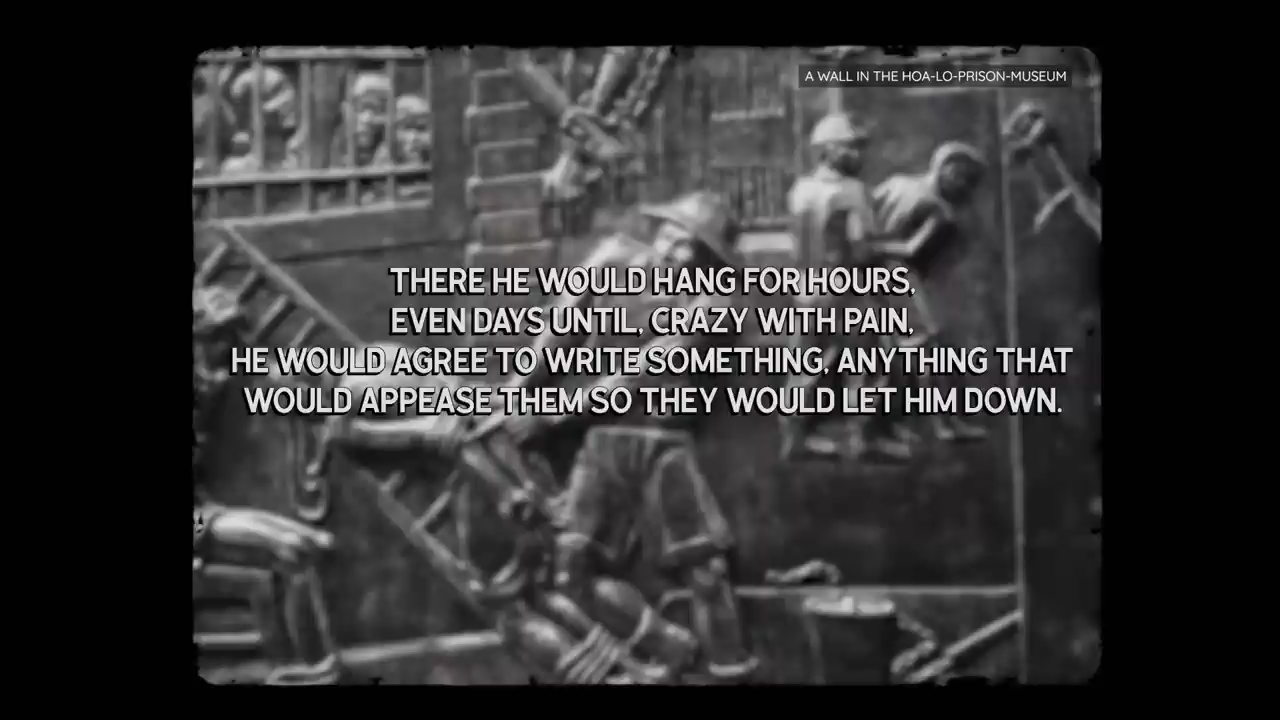 A WALL IN THE HOA-LO-PRISON-MUSEUM
THERE HE WOULD HANG FOR HOURS,
EVEN DAYS UNTIL, CRAZY WITH PAIN,
HE WOULD AGREE TO WRITE SOMETHING, ANYTHING THAT
WOULD APPEASE THEM SO THEY WOULD LET HIM DOWN.